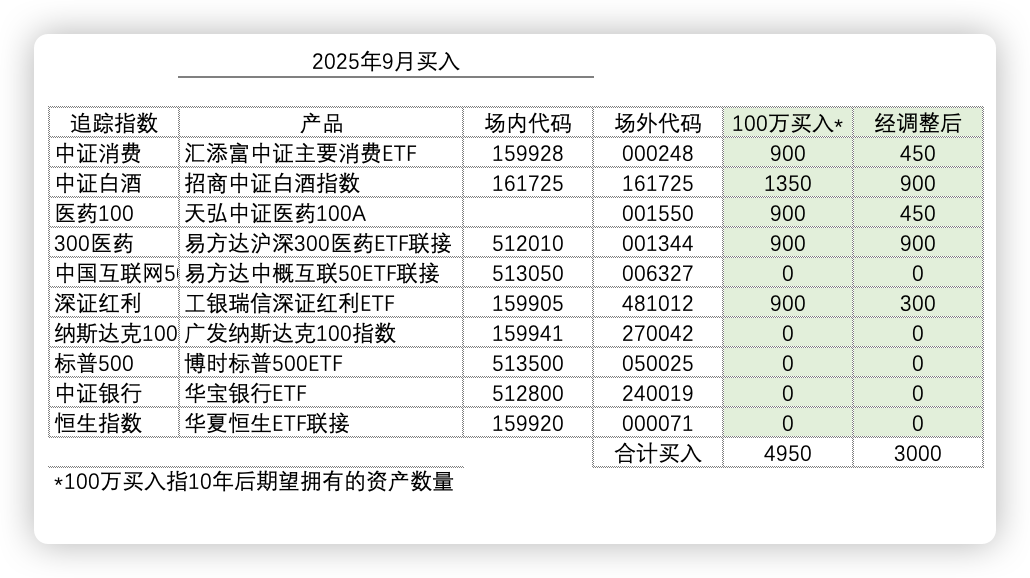 2025年9月买入
追踪指数 产品 场内代码 场外代码 100万买入* 经调整后
中证消费 汇添富中证主要消费ETF 159928 000248 900 450
中证白酒 招商中证白酒指数 161725 161725 1350 900
医药100 天弘中证医药100A 001550 900 450
300医药 易方达沪深300医药ETF联接 512010 001344 900 900
中国互联网5 易方达中概互联50ETF联接 513050 006327 0 0
深证红利 工银瑞信深证红利ETF 159905 481012 900 300
纳斯达克100 广发纳斯达克100指数 159941 270042 0 0
标普500 博时标普500ETF 513500 050025 0 0
中证银行 华宝银行ETF 512800 240019 0 0
恒生指数 华夏恒生ETF联接 159920 000071 0 0
合计买入 4950 3000
*100万买入指10年后期望拥有的资产数量